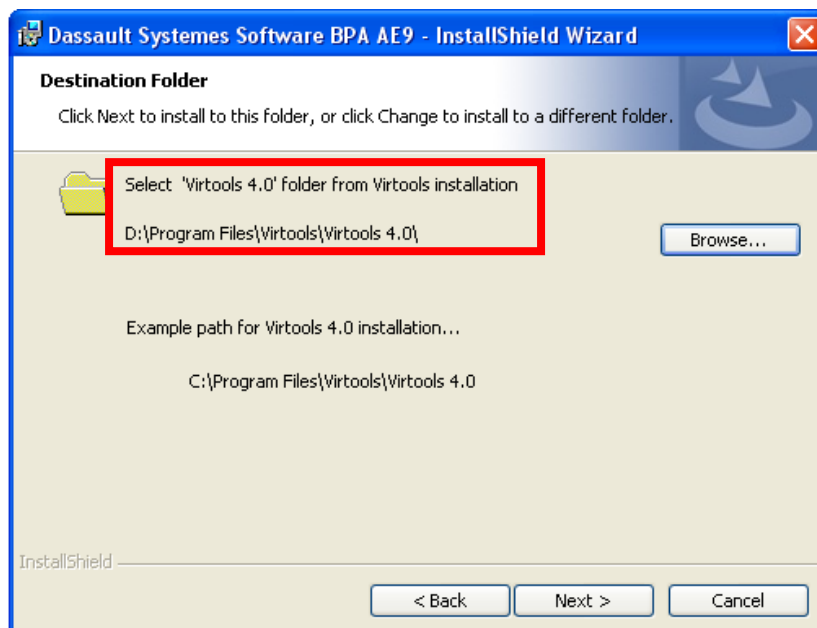 Dassault Systemes Software BPA AE9 - InstallShield Wizard
Destination Folder
Click Next to install to this folder, or click Change to install to a different folder.
Select 'Virtools 4.0' folder from Virtools installation
D:\Program Files\Virtools\Virtools 4.0\
Browse...
Example path for Virtools 4.0 installation...
C:\Program Files\Virtools\Virtools 4.0
InstallShield
< Back
Next >
Cancel